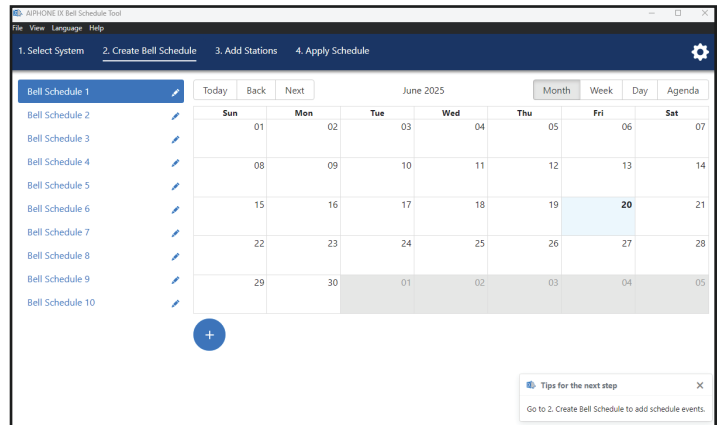 AIPHONE IX Bell Schedule Tool
File View Language Help
1. Select System 2. Create Bell Schedule 3. Add Stations 4. Apply Schedule
Bell Schedule 1
Bell Schedule 2
Bell Schedule 3
Bell Schedule 4
Bell Schedule 5
Bell Schedule 6
Bell Schedule 7
Bell Schedule 8
Bell Schedule 9
Bell Schedule 10
Today Back Next June 2025 Month Week Day Agenda
Sun Mon Tue Wed Thu Fri Sat
01 02 03 04 05 06 07
08 09 10 11 12 13 14
15 16 17 18 19 20 21
22 23 24 25 26 27 28
29 30 01 02 03 04 05
+
Tips for the next step
Go to 2. Create Bell Schedule to add schedule events.